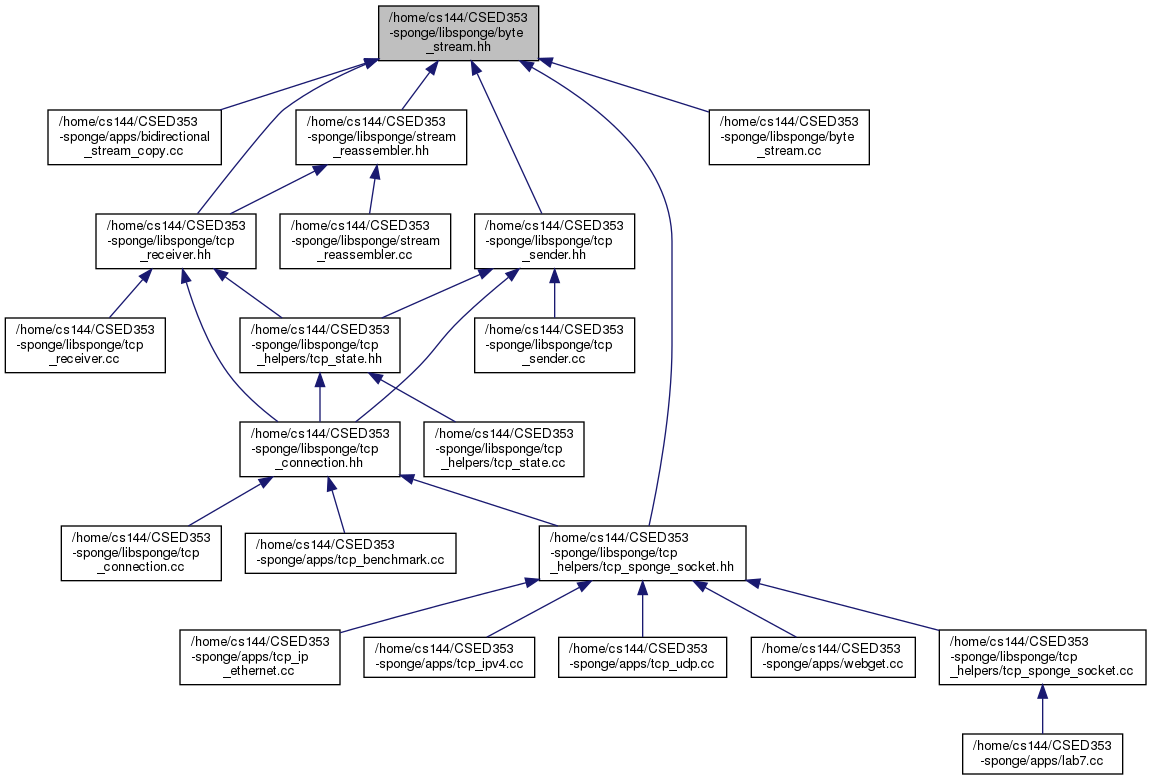 /home/cs144/CSED353
-sponge/libsponge/byte
_stream.hh
/home/cs144/CSED353
-sponge/apps/bidirectional
_stream_copy.cc
/home/cs144/CSED353
-sponge/libsponge/stream
_reassembler.hh
/home/cs144/CSED353
-sponge/libsponge/byte
_stream.cc
/home/cs144/CSED353
-sponge/libsponge/tcp
_receiver.hh
/home/cs144/CSED353
-sponge/libsponge/stream
_reassembler.cc
/home/cs144/CSED353
-sponge/libsponge/tcp
_sender.hh
/home/cs144/CSED353
-sponge/libsponge/tcp
_receiver.cc
/home/cs144/CSED353
-sponge/libsponge/tcp
_helpers/tcp_state.hh
/home/cs144/CSED353
-sponge/libsponge/tcp
_sender.cc
/home/cs144/CSED353
-sponge/libsponge/tcp
_connection.hh
/home/cs144/CSED353
-sponge/libsponge/tcp
_helpers/tcp_state.cc
/home/cs144/CSED353
-sponge/libsponge/tcp
_connection.cc
/home/cs144/CSED353
-sponge/apps/tcp_benchmark.cc
/home/cs144/CSED353
-sponge/libsponge/tcp
_helpers/tcp_sponge_socket.hh
/home/cs144/CSED353
-sponge/apps/tcp_ip
_ethernet.cc
/home/cs144/CSED353
-sponge/apps/tcp_ipv4.cc
/home/cs144/CSED353
-sponge/apps/tcp_udp.cc
/home/cs144/CSED353
-sponge/apps/webget.cc
/home/cs144/CSED353
-sponge/libsponge/tcp
_helpers/tcp_sponge_socket.cc
/home/cs144/CSED353
-sponge/apps/lab7.cc